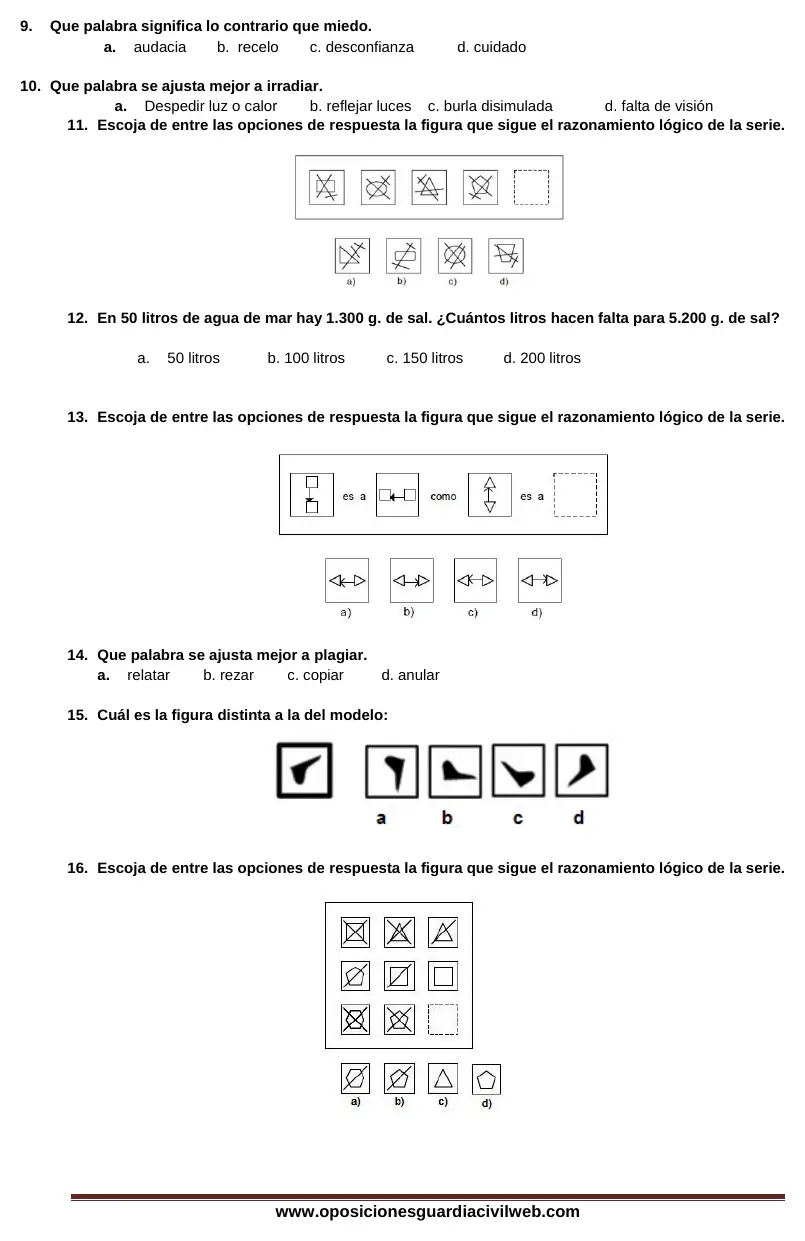 9. Que palabra significa lo contrario que miedo.
a. audacia b. recelo c. desconfianza d. cuidado
10. Que palabra se ajusta mejor a irradiar.
a. Despedir luz o calor b. reflejar luces c. burla disimulada d. falta de visión
11. Escoja de entre las opciones de respuesta la figura que sigue el razonamiento lógico de la serie.
a) b) c) d)
12. En 50 litros de agua de mar hay 1.300 g. de sal. ¿Cuántos litros hacen falta para 5.200 g. de sal?
a. 50 litros b. 100 litros c. 150 litros d. 200 litros
13. Escoja de entre las opciones de respuesta la figura que sigue el razonamiento lógico de la serie.
es a como es a
a) b) c) d)
14. Que palabra se ajusta mejor a plagiar.
a. relatar b. rezar c. copiar d. anular
15. Cuál es la figura distinta a la del modelo:
a b c d
16. Escoja de entre las opciones de respuesta la figura que sigue el razonamiento lógico de la serie.
a) b) c) d)
www.oposicionesguardiacivilweb.com